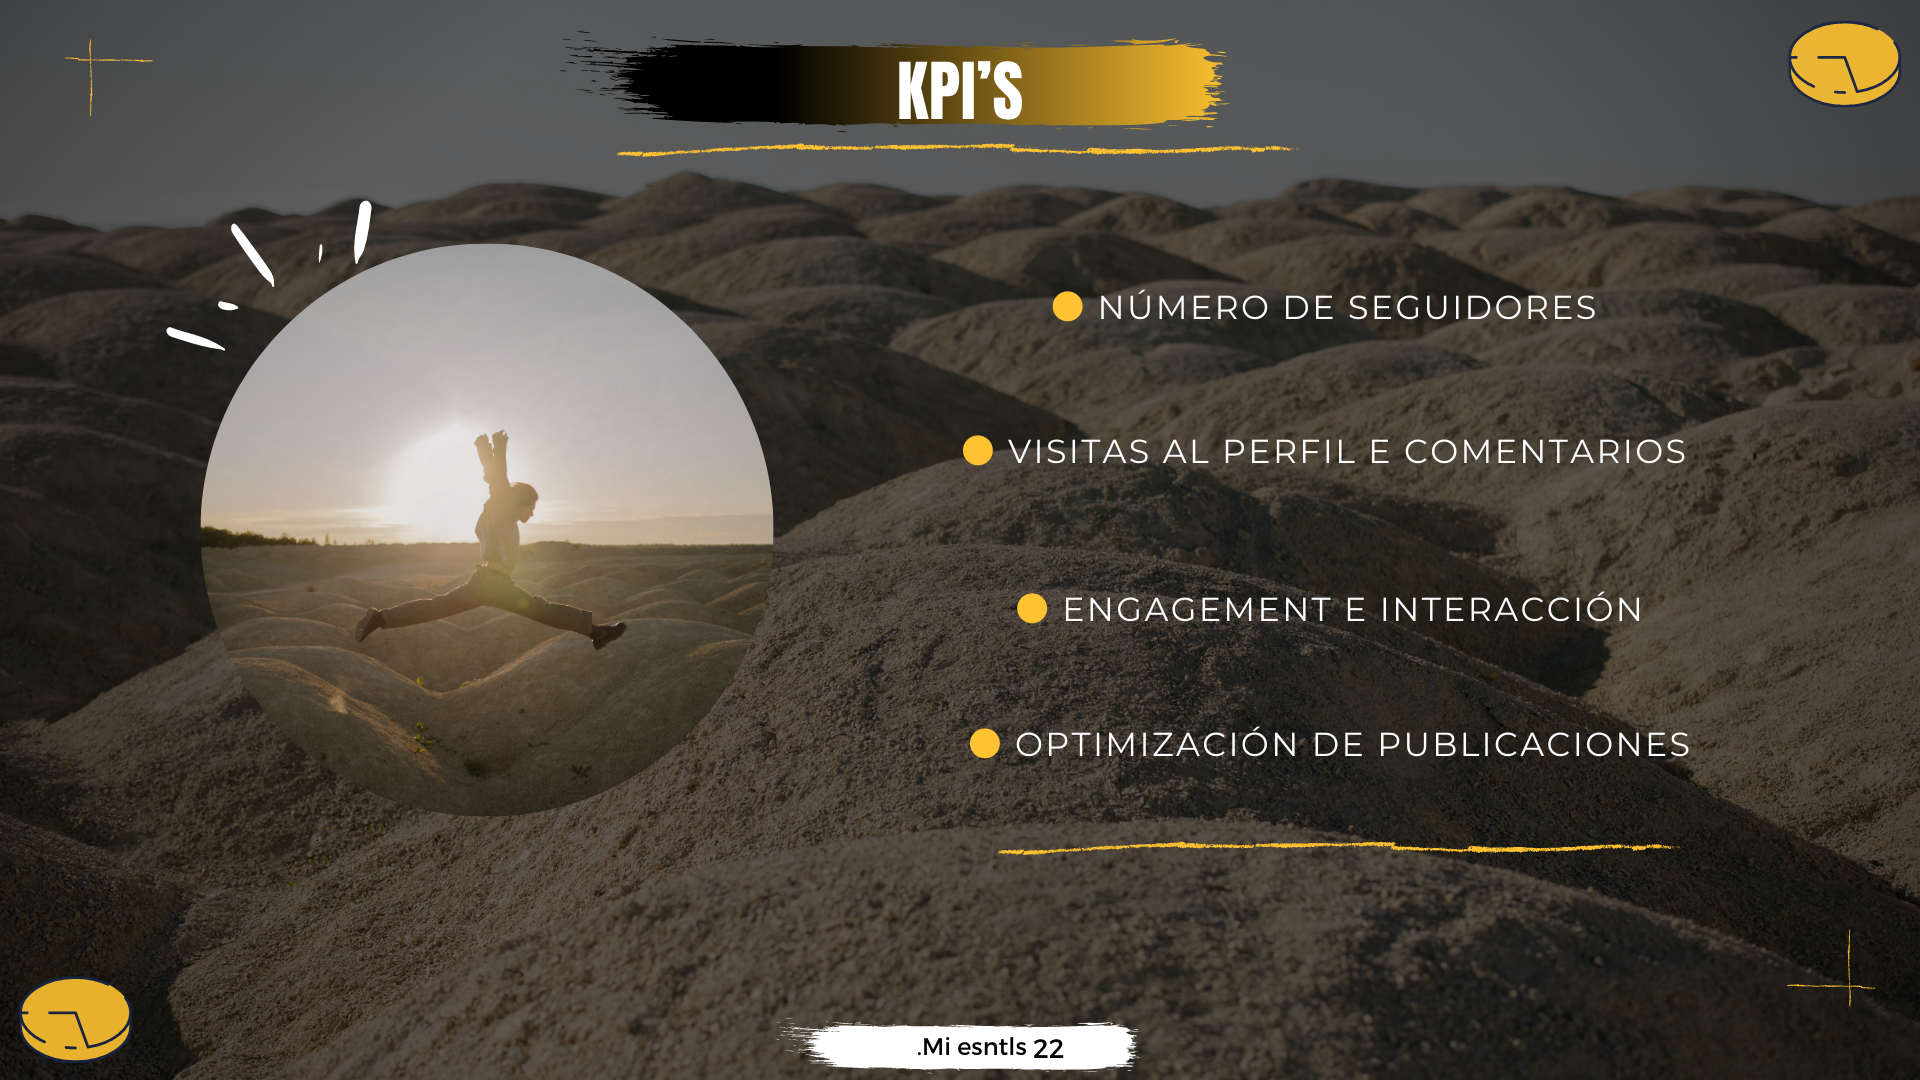 KPI’S
NÚMERO DE SEGUIDORES
VISITAS AL PERFIL E COMENTARIOS
ENGAGEMENT E INTERACCIÓN
OPTIMIZACIÓN DE PUBLICACIONES
.Mi esntls 22